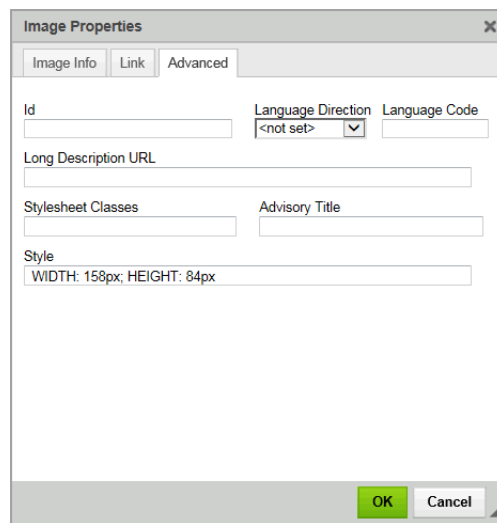 Image Properties
Image Info Link Advanced
Id Language Direction Language Code
<not set>
Long Description URL
Stylesheet Classes Advisory Title
Style
WIDTH: 158px; HEIGHT: 84px
OK Cancel